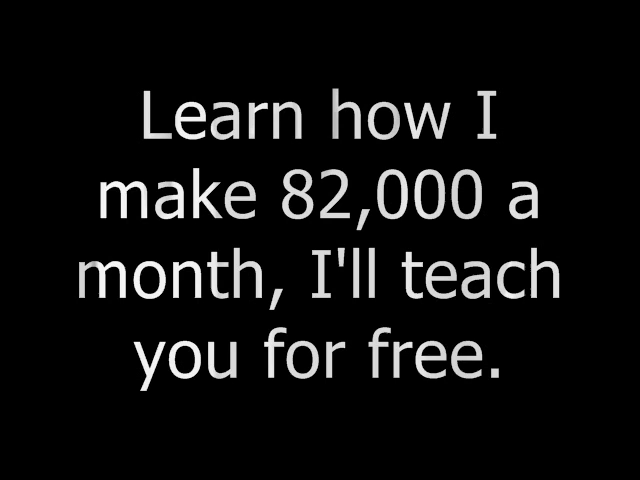 Learn how I
make 82,000 a
month, I'll teach
you for free.